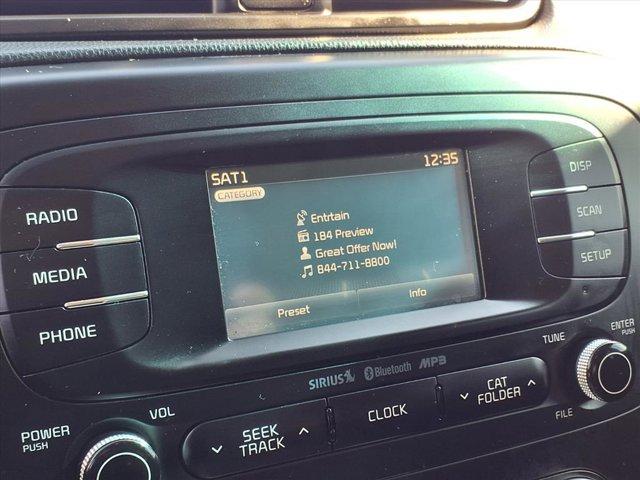 SAT1 12:35
CATEGORY
Entrtain
184 Preview
Great Offer Now!
844-711-8800
Preset Info
RADIO
MEDIA
PHONE
DISP
SCAN
SETUP
SIRIUS Bluetooth MP3
TUNE
ENTER
PUSH
POWER
PUSH
VOL
SEEK
TRACK
CLOCK
CAT
FOLDER
FILE